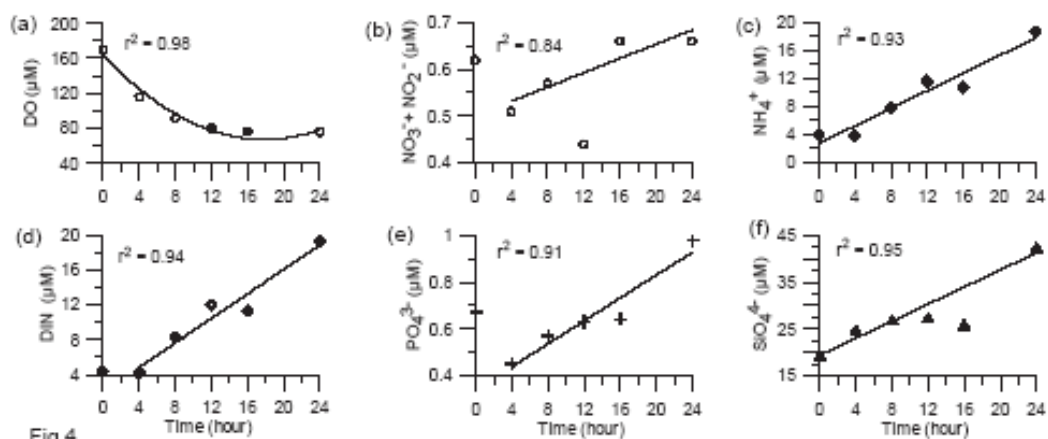 (a)
r² = 0.98
DO (μM)
200
160
120
80
40
0 4 8 12 16 20 24
(b)
r² = 0.84
NO₃⁻+ NO₂⁻ (μM)
0.7
0.6
0.5
0.4
0 4 8 12 16 20 24
(c)
r² = 0.93
NH₄⁺ (μM)
20
16
12
8
4
0
0 4 8 12 16 20 24
(d)
r² = 0.94
DIN (μM)
20
16
12
8
4
0 4 8 12 16 20 24
Time (hour)
(e)
r² = 0.91
PO₄³⁻ (μM)
1
0.8
0.6
0.4
0 4 8 12 16 20 24
Time (hour)
(f)
r² = 0.95
SiO₄⁴⁻ (μM)
45
35
25
15
0 4 8 12 16 20 24
Time (hour)
Fig 4